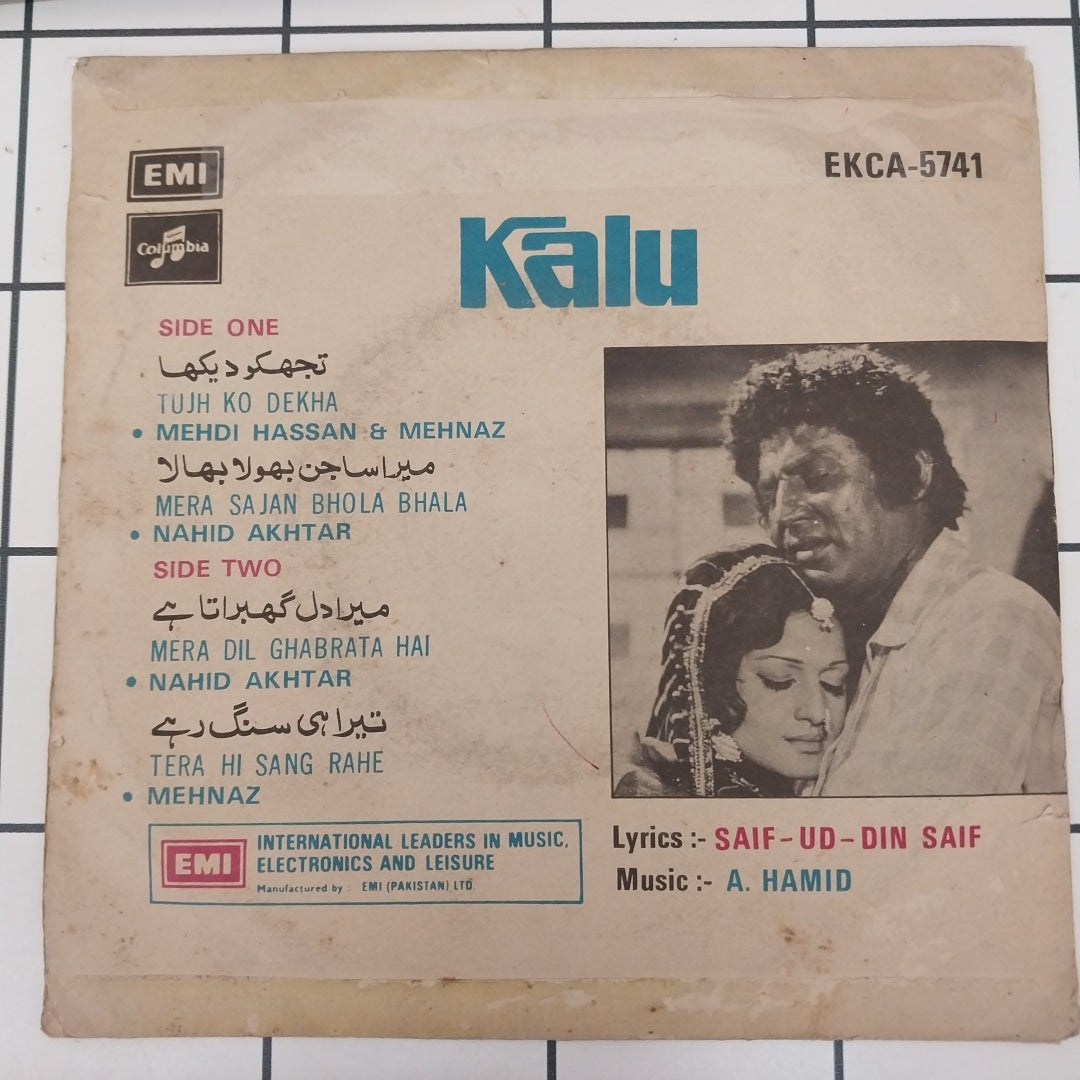 EMI
EKCA-5741
Columbia
Kalu
SIDE ONE
تجھکو دیکھا
TUJH KO DEKHA
• MEHDI HASSAN & MEHNAZ
میرا ساجن بھولا بھالا
MERA SAJAN BHOLA BHALA
• NAHID AKHTAR
SIDE TWO
میرا دل گھبراتا ہے
MERA DIL GHABRATA HAI
• NAHID AKHTAR
تیرا ہی سنگ رہے
TERA HI SANG RAHE
• MEHNAZ
EMI
INTERNATIONAL LEADERS IN MUSIC,
ELECTRONICS AND LEISURE
Manufactured by : EMI (PAKISTAN) LTD
Lyrics :- SAIF-UD-DIN SAIF
Music :- A. HAMID